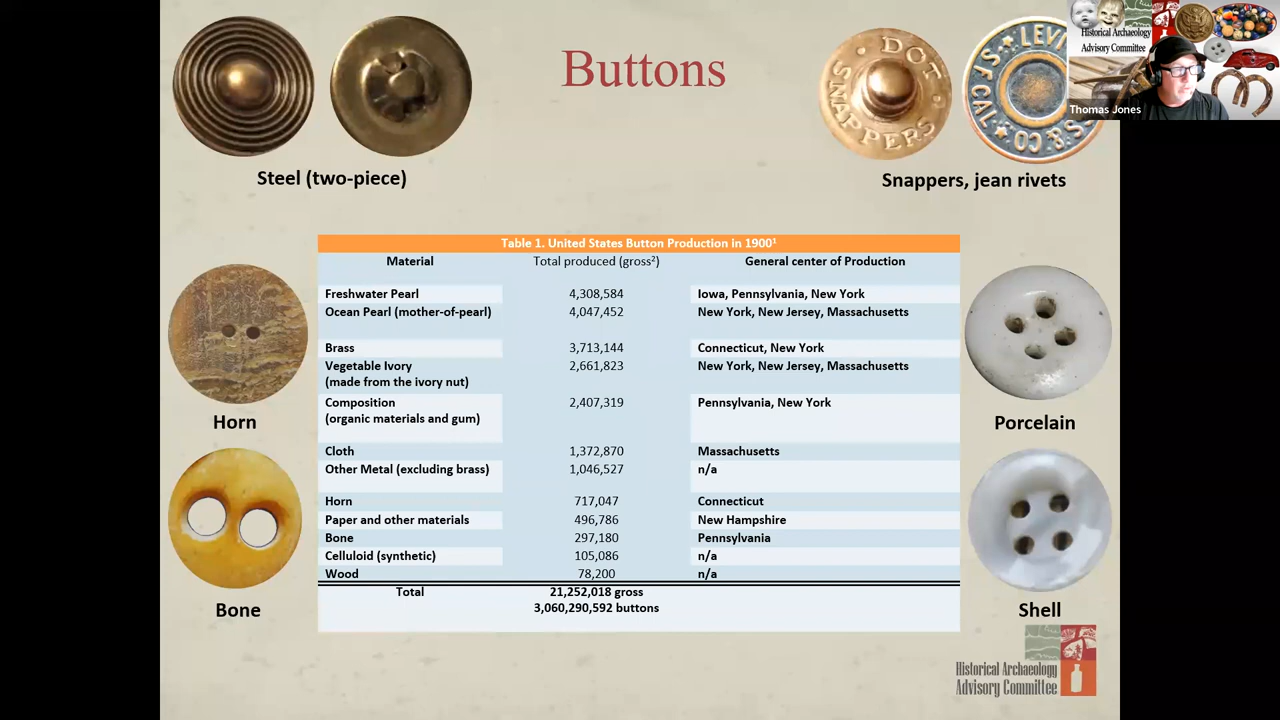 Buttons
DOT
SNAPPERS
LEVI
S.F.CAL
S.&CO
Historical Archaeology
Advisory Committee
Thomas Jones
Steel (two-piece)
Snappers, jean rivets
Table 1. United States Button Production in 1900¹
Material Total produced (gross²) General center of Production
Freshwater Pearl 4,308,584 Iowa, Pennsylvania, New York
Ocean Pearl (mother-of-pearl) 4,047,452 New York, New Jersey, Massachusetts
Brass 3,713,144 Connecticut, New York
Vegetable Ivory 2,661,823 New York, New Jersey, Massachusetts
(made from the ivory nut)
Composition 2,407,319 Pennsylvania, New York
(organic materials and gum)
Cloth 1,372,870 Massachusetts
Other Metal (excluding brass) 1,046,527 n/a
Horn 717,047 Connecticut
Paper and other materials 496,786 New Hampshire
Bone 297,180 Pennsylvania
Celluloid (synthetic) 105,086 n/a
Wood 78,200 n/a
Total 21,252,018 gross
3,060,290,592 buttons
Horn
Porcelain
Bone
Shell
Historical Archaeology
Advisory Committee